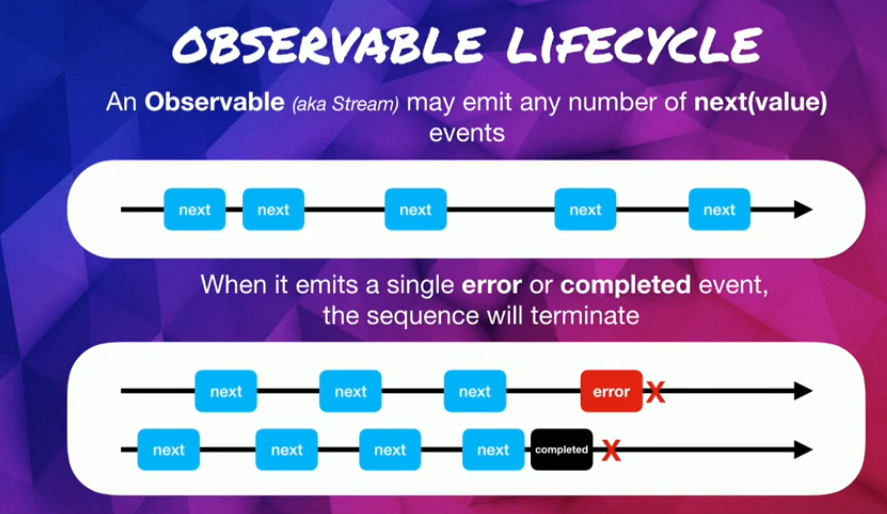 OBSERVABLE LIFECYCLE
An Observable (aka Stream) may emit any number of next(value)
events
next next next next next
When it emits a single error or completed event,
the sequence will terminate
next next next error X
next next next next completed X